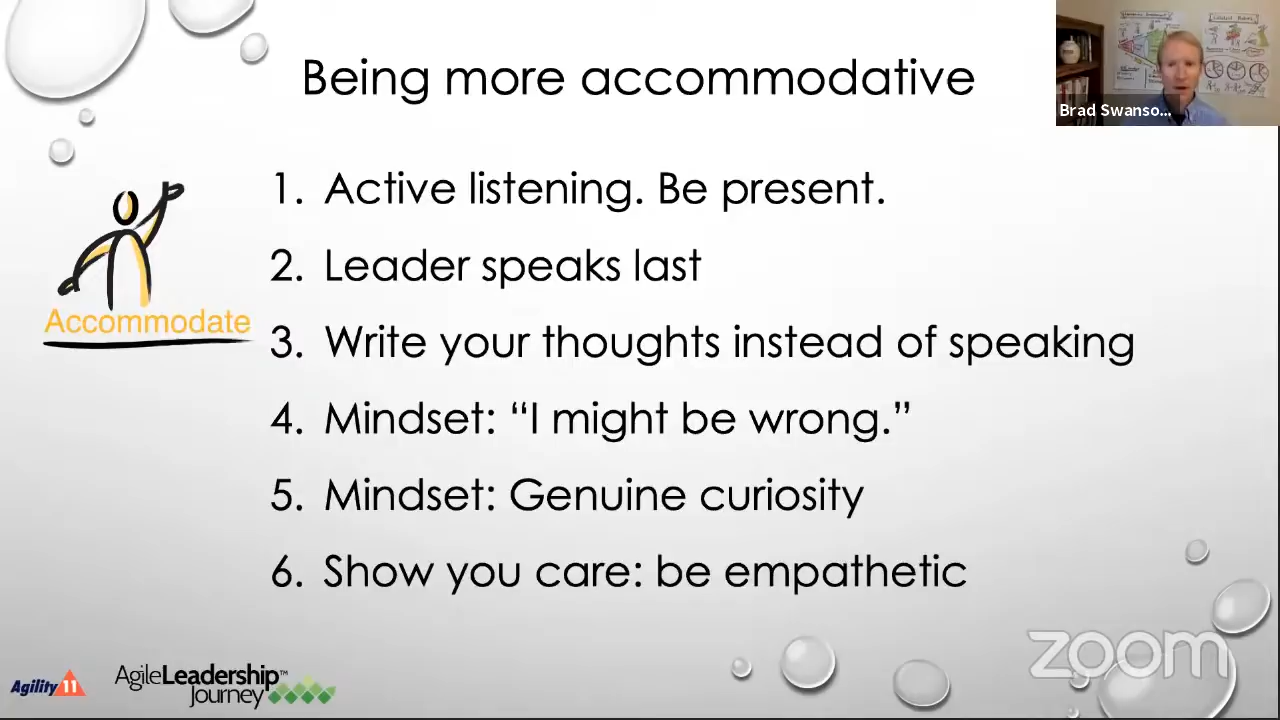 Being more accommodative
Brad Swanso...
1. Active listening. Be present.
2. Leader speaks last
Accommodate
3. Write your thoughts instead of speaking
4. Mindset: “I might be wrong.”
5. Mindset: Genuine curiosity
6. Show you care: be empathetic
zoom
Agility 11
AgileLeadership™
Journey